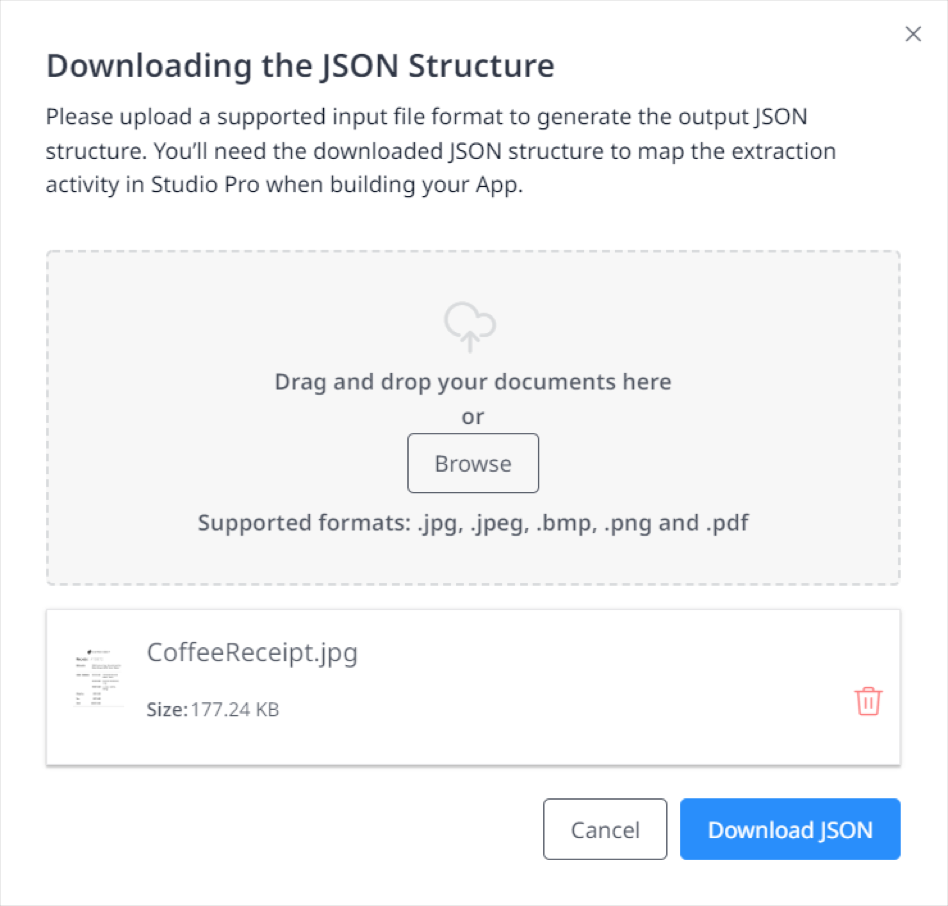 Downloading the JSON Structure
Please upload a supported input file format to generate the output JSON
structure. You’ll need the downloaded JSON structure to map the extraction
activity in Studio Pro when building your App.
Drag and drop your documents here
or
Browse
Supported formats: .jpg, .jpeg, .bmp, .png and .pdf
CoffeeReceipt.jpg
Size: 177.24 KB
Cancel
Download JSON